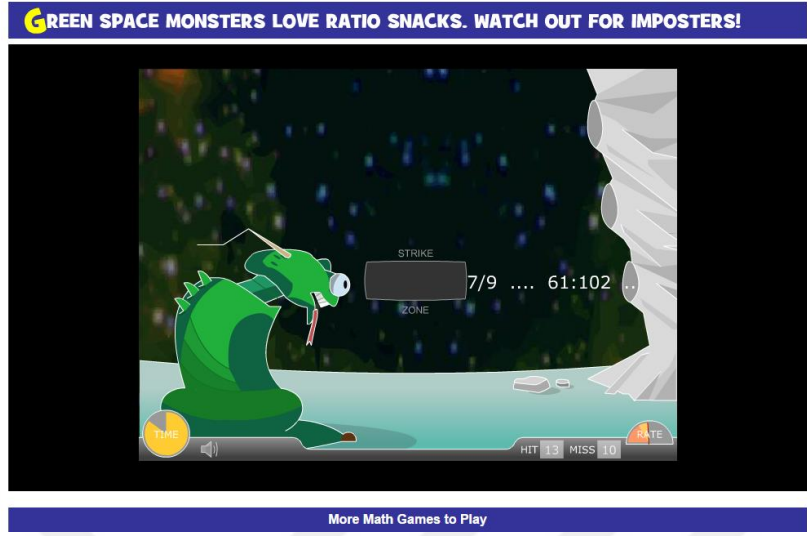 GREEN SPACE MONSTERS LOVE RATIO SNACKS. WATCH OUT FOR IMPOSTERS!
STRIKE
7/9 .... 61:102 ..
ZONE
TIME
RATE
HIT 13 MISS 10
More Math Games to Play